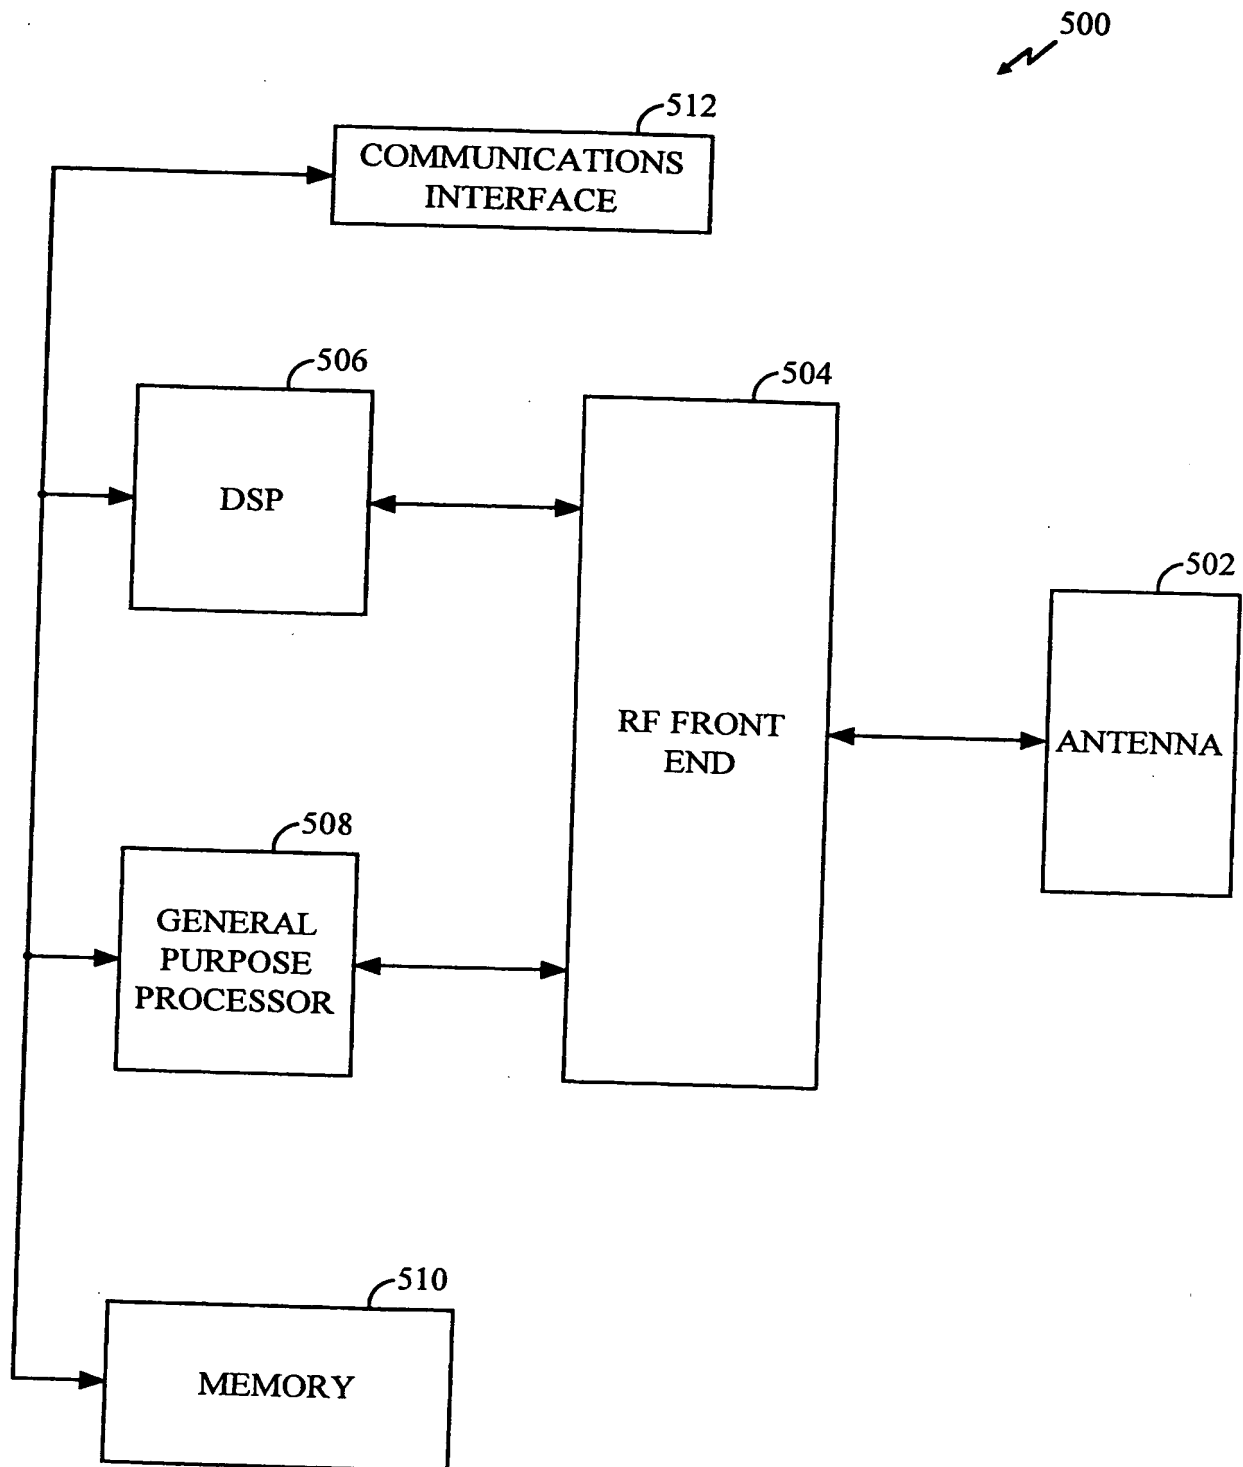 500
512
COMMUNICATIONS
INTERFACE
506
504
DSP
502
RF FRONT
END
ANTENNA
508
GENERAL
PURPOSE
PROCESSOR
510
MEMORY